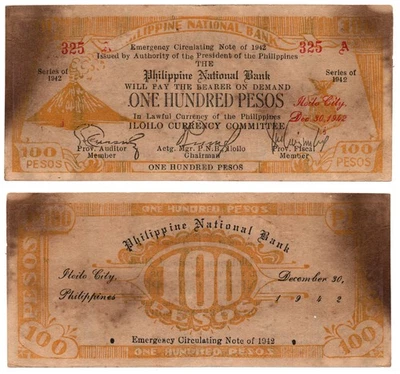 PHILIPPINE NATIONAL BANK
325 A Emergency Circulating Note of 1942 325 A
Issued by Authority of the President of the Philippines
Series of 1942 THE Series of 1942
Philippine National Bank
WILL PAY THE BEARER ON DEMAND
ONE HUNDRED PESOS Iloilo City,
In Lawful Currency of the Philippines Dec. 30, 1942
ILOILO CURRENCY COMMITTEE
100 PESOS 100 PESOS
Prov. Auditor Actg. Mgr. P.N.B. Iloilo Prov. Fiscal
Member Chairman Member
ONE HUNDRED PESOS
ONE HUNDRED PESOS
100
Philippine National Bank
Iloilo City, December 30,
Philippines 1942
PESOS 100 PESOS
PESOS
100 100
Emergency Circulating Note of 1942
ONE HUNDRED PESOS